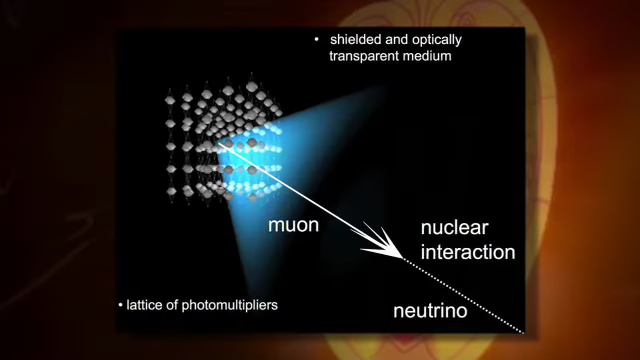 • shielded and optically
transparent medium
muon
nuclear
interaction
• lattice of photomultipliers
neutrino